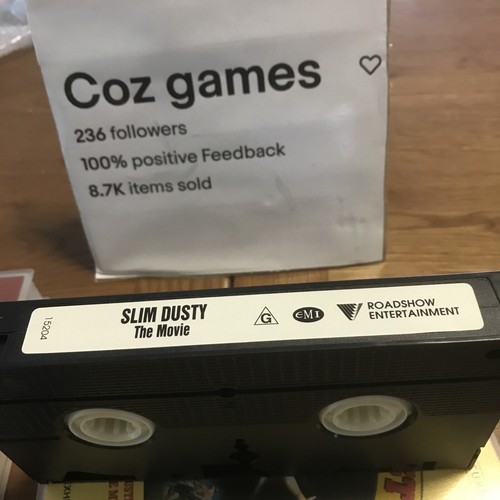 Coz games
236 followers
100% positive Feedback
8.7K items sold
15204
SLIM DUSTY
The Movie
G
EMI
ROADSHOW
ENTERTAINMENT